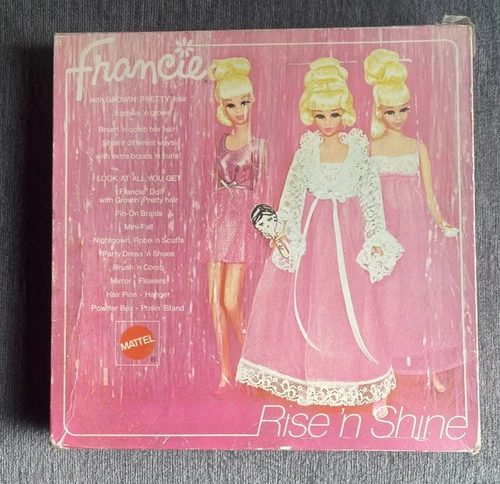 Francie
with GROWIN' PRETTY hair
it grows 'n grows
Brush 'n comb her hair!
Style it different ways
with extra braids 'n curls
LOOK AT ALL YOU GET
Francie Doll
with Growin' Pretty hair
Pin-On Braids
Mini-Fall
Nightgown, Robe 'n Scuffs
Party Dress 'n Shoes
Brush 'n Comb
Mirror · Flowers
Hair Pins · Hanger
Powder Box · Posin' Stand
MATTEL
Rise 'n Shine